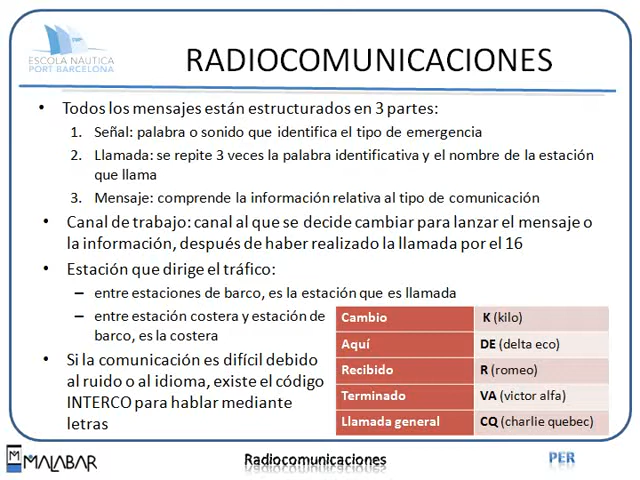 ESCOLA NÀUTICA
PORT BARCELONA
RADIOCOMUNICACIONES
• Todos los mensajes están estructurados en 3 partes:
1. Señal: palabra o sonido que identifica el tipo de emergencia
2. Llamada: se repite 3 veces la palabra identificativa y el nombre de la estación
que llama
3. Mensaje: comprende la información relativa al tipo de comunicación
• Canal de trabajo: canal al que se decide cambiar para lanzar el mensaje o
la información, después de haber realizado la llamada por el 16
• Estación que dirige el tráfico:
– entre estaciones de barco, es la estación que es llamada
– entre estación costera y estación de
barco, es la costera
• Si la comunicación es difícil debido
al ruido o al idioma, existe el código
INTERCO para hablar mediante
letras
Cambio K (kilo)
Aquí DE (delta eco)
Recibido R (romeo)
Terminado VA (victor alfa)
Llamada general CQ (charlie quebec)
MALABAR
Radiocomunicaciones
PER